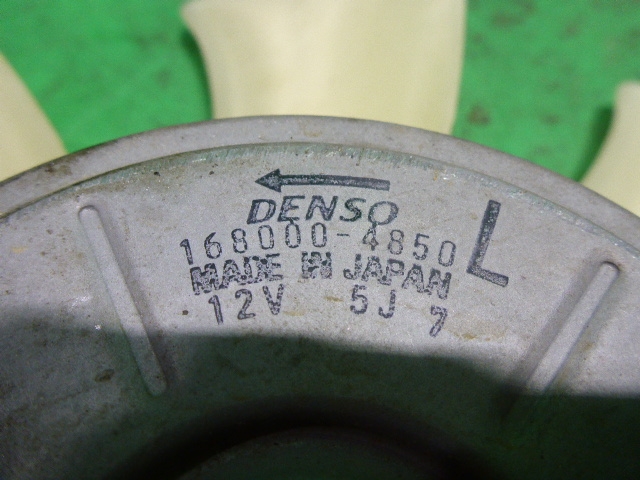 DENSO
168000-4850 L
MADE IN JAPAN
12V 5J 7